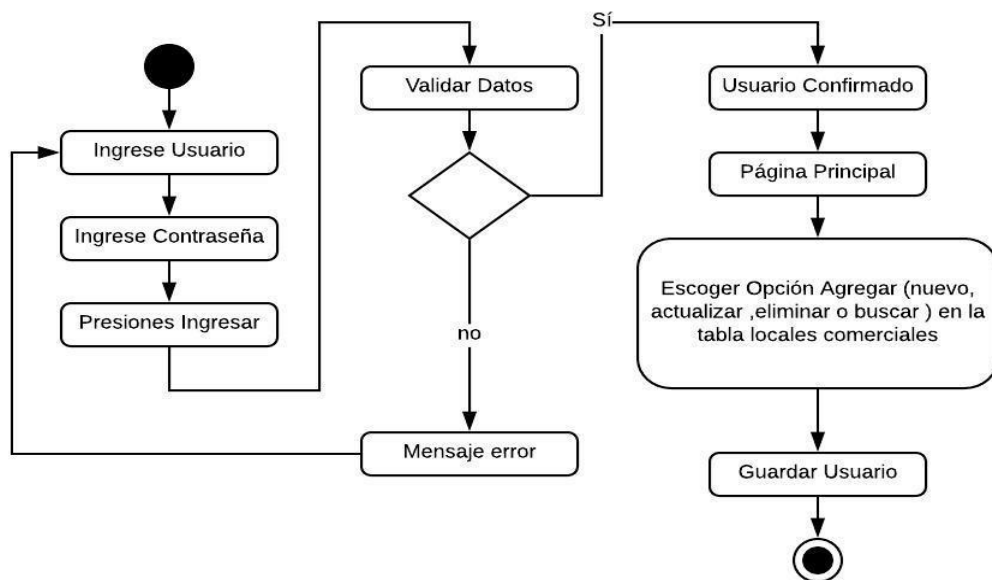 Ingrese Usuario
Ingrese Contraseña
Presiones Ingresar
Validar Datos
no
Mensaje error
Sí
Usuario Confirmado
Página Principal
Escoger Opción Agregar (nuevo,
actualizar ,eliminar o buscar ) en la
tabla locales comerciales
Guardar Usuario